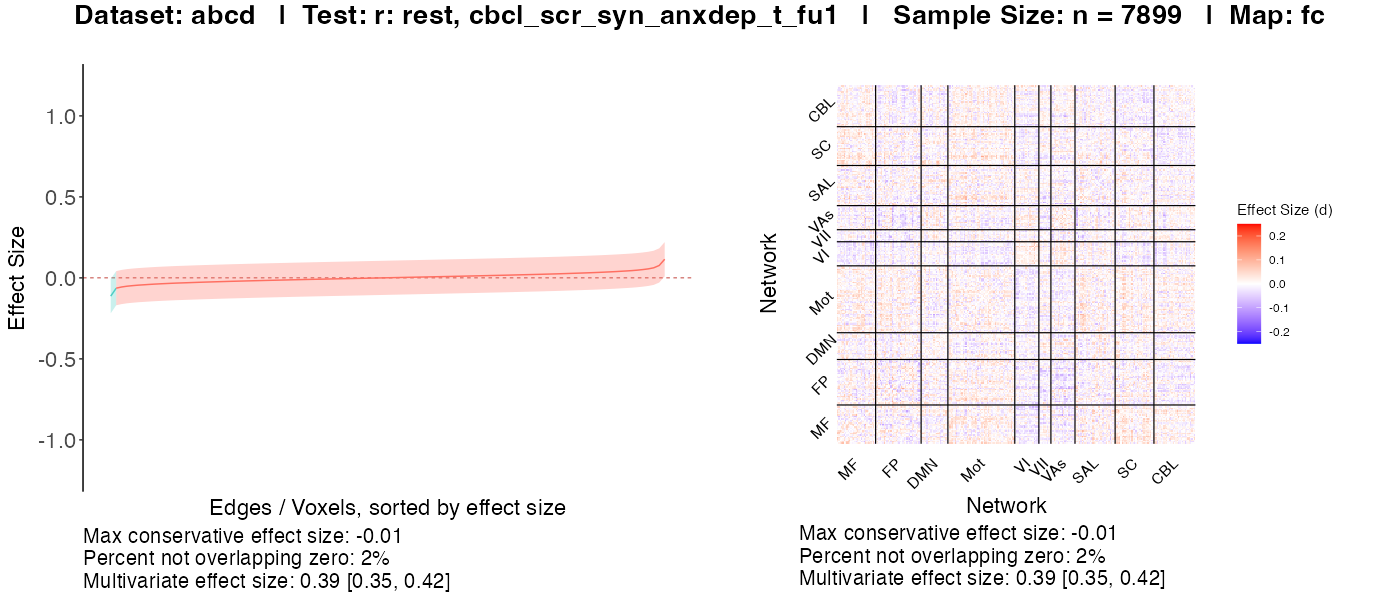 Dataset: abcd | Test: r: rest, cbcl_scr_syn_anxdep_t_fu1 | Sample Size: n = 7899 | Map: fc
Effect Size
1.0
0.5
0.0
-0.5
-1.0
Edges / Voxels, sorted by effect size
Max conservative effect size: -0.01
Percent not overlapping zero: 2%
Multivariate effect size: 0.39 [0.35, 0.42]
Network
CBL
SC
SAL
VAs
VII
VI
Mot
DMN
FP
MF
MF
FP
DMN
Mot
VI
VII
VAs
SAL
SC
CBL
Network
Max conservative effect size: -0.01
Percent not overlapping zero: 2%
Multivariate effect size: 0.39 [0.35, 0.42]
Effect Size (d)
0.2
0.1
0.0
-0.1
-0.2